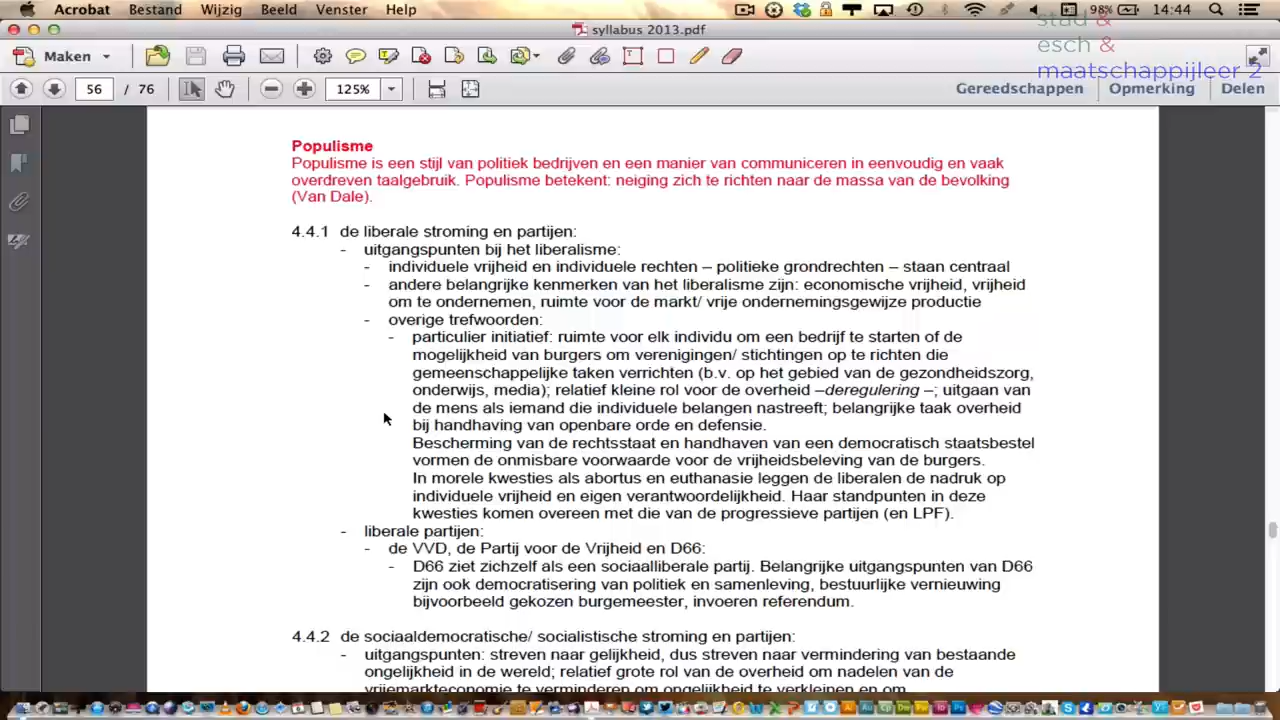 Acrobat Bestand Wijzig Beeld Venster Help 98% 14:44
syllabus 2013.pdf
stad &
esch &
maatschappijleer 2
Maken
56 / 76 125% Gereedschappen Opmerking Delen
Populisme
Populisme is een stijl van politiek bedrijven en een manier van communiceren in eenvoudig en vaak
overdreven taalgebruik. Populisme betekent: neiging zich te richten naar de massa van de bevolking
(Van Dale).
4.4.1 de liberale stroming en partijen:
- uitgangspunten bij het liberalisme:
- individuele vrijheid en individuele rechten – politieke grondrechten – staan centraal
- andere belangrijke kenmerken van het liberalisme zijn: economische vrijheid, vrijheid
om te ondernemen, ruimte voor de markt/ vrije ondernemingsgewijze productie
- overige trefwoorden:
- particulier initiatief: ruimte voor elk individu om een bedrijf te starten of de
mogelijkheid van burgers om verenigingen/ stichtingen op te richten die
gemeenschappelijke taken verrichten (b.v. op het gebied van de gezondheidszorg,
onderwijs, media); relatief kleine rol voor de overheid –deregulering –; uitgaan van
de mens als iemand die individuele belangen nastreeft; belangrijke taak overheid
bij handhaving van openbare orde en defensie.
Bescherming van de rechtsstaat en handhaven van een democratisch staatsbestel
vormen de onmisbare voorwaarde voor de vrijheidsbeleving van de burgers.
In morele kwesties als abortus en euthanasie leggen de liberalen de nadruk op
individuele vrijheid en eigen verantwoordelijkheid. Haar standpunten in deze
kwesties komen overeen met die van de progressieve partijen (en LPF).
- liberale partijen:
- de VVD, de Partij voor de Vrijheid en D66:
- D66 ziet zichzelf als een sociaalliberale partij. Belangrijke uitgangspunten van D66
zijn ook democratisering van politiek en samenleving, bestuurlijke vernieuwing
bijvoorbeeld gekozen burgemeester, invoeren referendum.
4.4.2 de sociaaldemocratische/ socialistische stroming en partijen:
- uitgangspunten: streven naar gelijkheid, dus streven naar vermindering van bestaande
ongelijkheid in de wereld; relatief grote rol van de overheid om nadelen van de
vrijemarkteconomie te verminderen om ongelijkheid te verkleinen en om